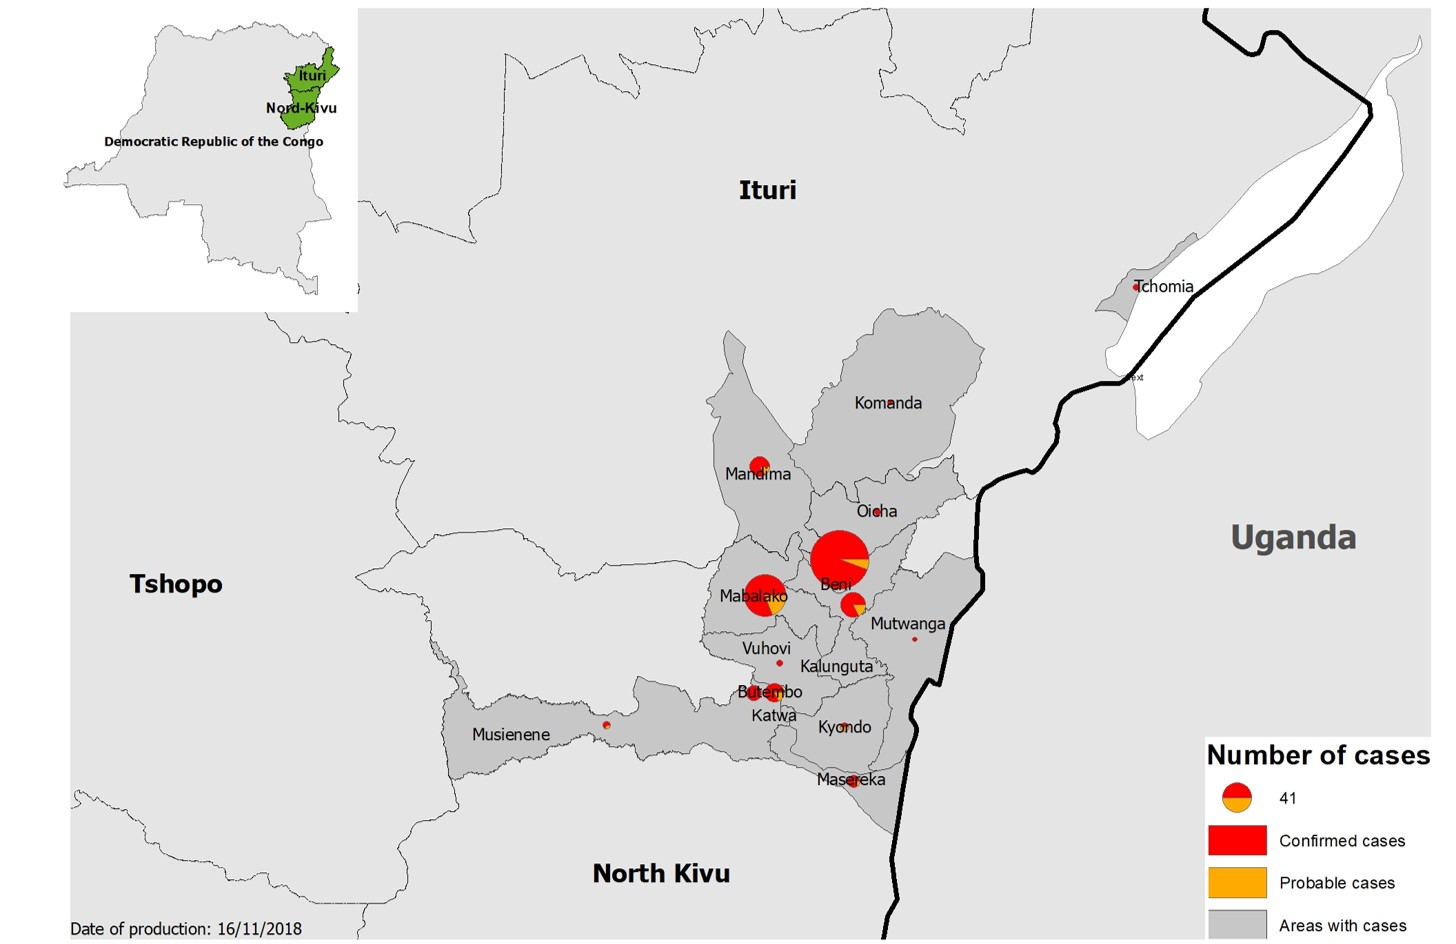 Ituri
Nord-Kivu
Democratic Republic of the Congo
Ituri
Tchomia
ext
Komanda
Mandima
Oicha
Uganda
Tshopo
Beni
Mabalako
Mutwanga
Vuhovi
Kalunguta
Butembo
Katwa
Kyondo
Musienene
Masereka
North Kivu
Number of cases
41
Confirmed cases
Probable cases
Areas with cases
Date of production: 16/11/2018